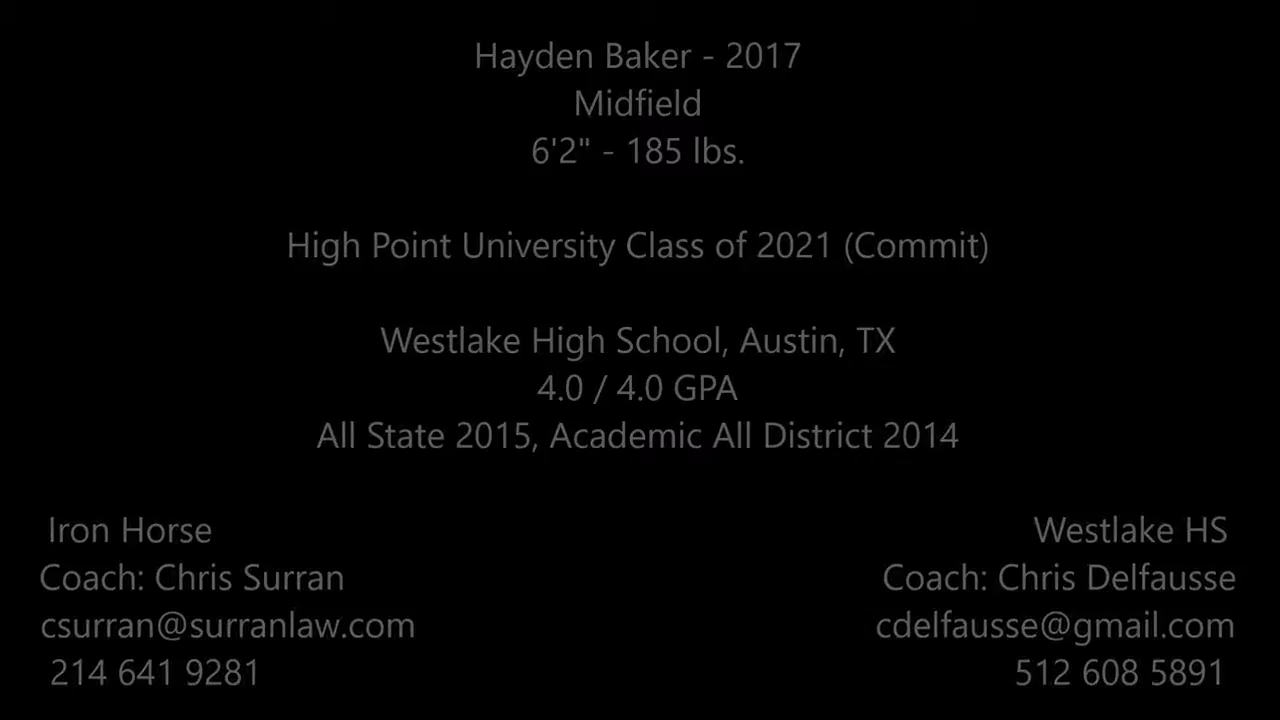 Hayden Baker - 2017
Midfield
6'2" - 185 lbs.
High Point University Class of 2021 (Commit)
Westlake High School, Austin, TX
4.0 / 4.0 GPA
All State 2015, Academic All District 2014
Iron Horse
Coach: Chris Surran
csurran@surranlaw.com
214 641 9281
Westlake HS
Coach: Chris Delfausse
cdelfausse@gmail.com
512 608 5891